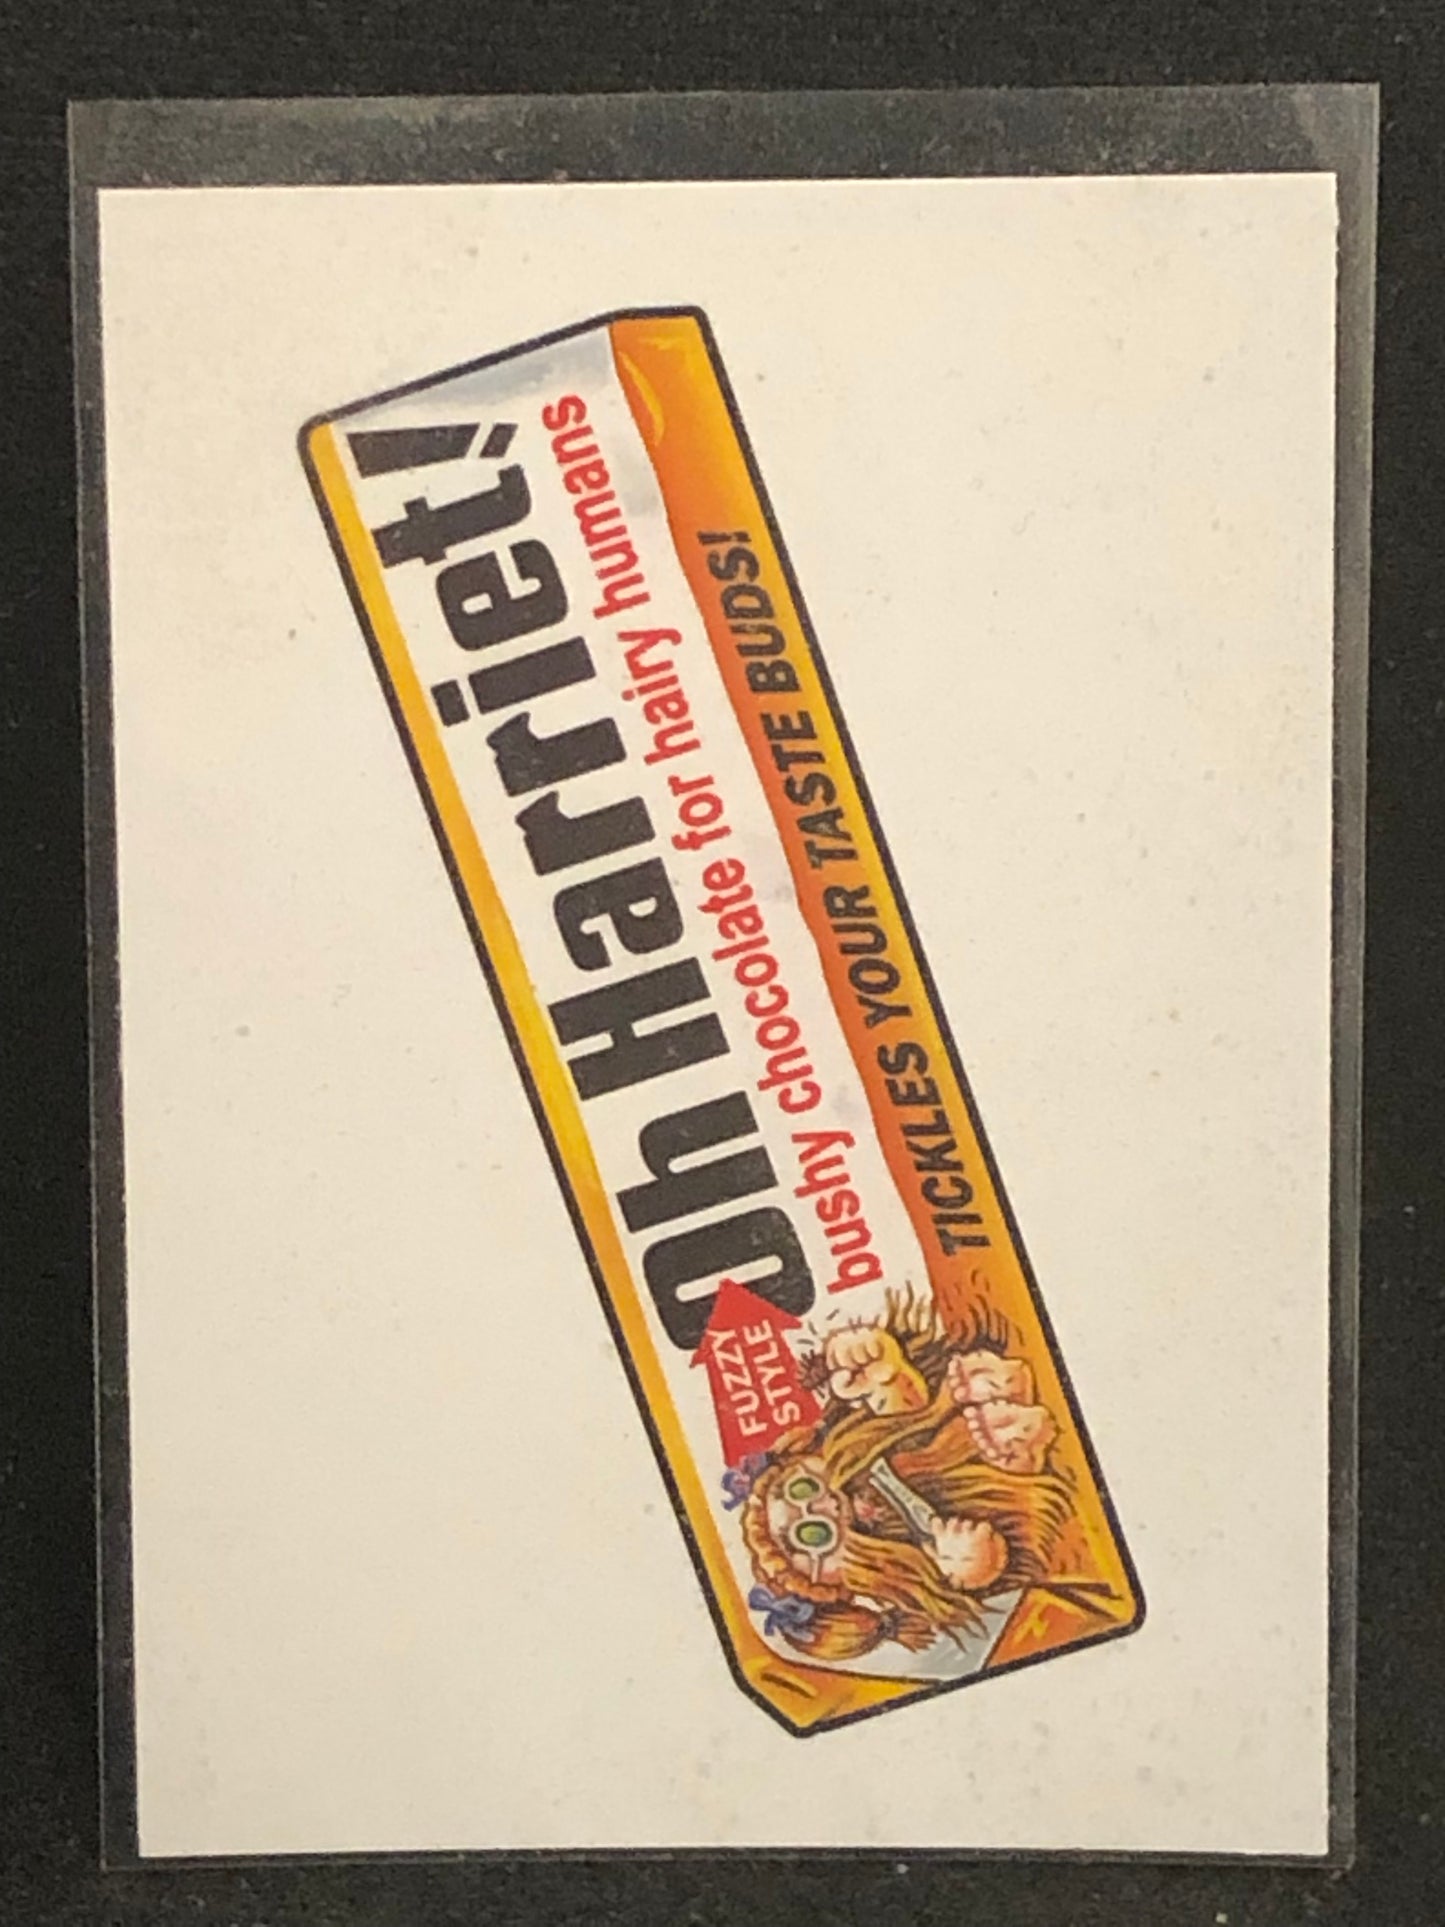 FUZZY
STYLE
Oh Harriet!
bushy chocolate for hairy humans
TICKLES YOUR TASTE BUDS!